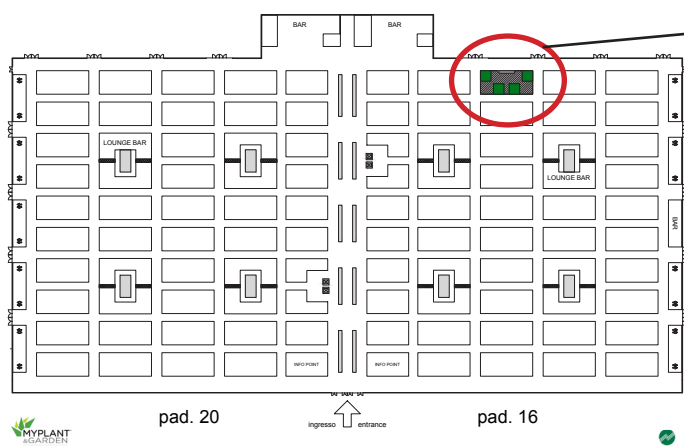 BAR
BAR
LOUNGE BAR
LOUNGE BAR
BAR
INFO POINT
INFO POINT
pad. 20
ingresso
entrance
pad. 16
MYPLANT
&GARDEN